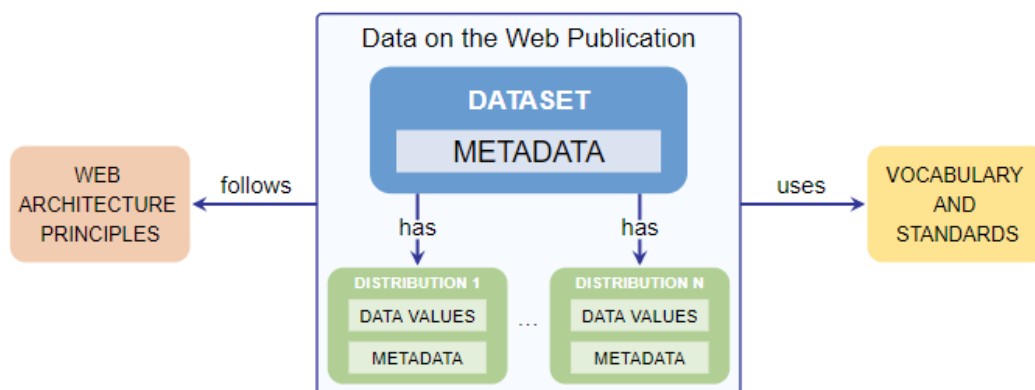 Data on the Web Publication
DATASET
METADATA
WEB
ARCHITECTURE
PRINCIPLES
follows
uses
VOCABULARY
AND
STANDARDS
has
has
DISTRIBUTION 1
DATA VALUES
METADATA
...
DISTRIBUTION N
DATA VALUES
METADATA